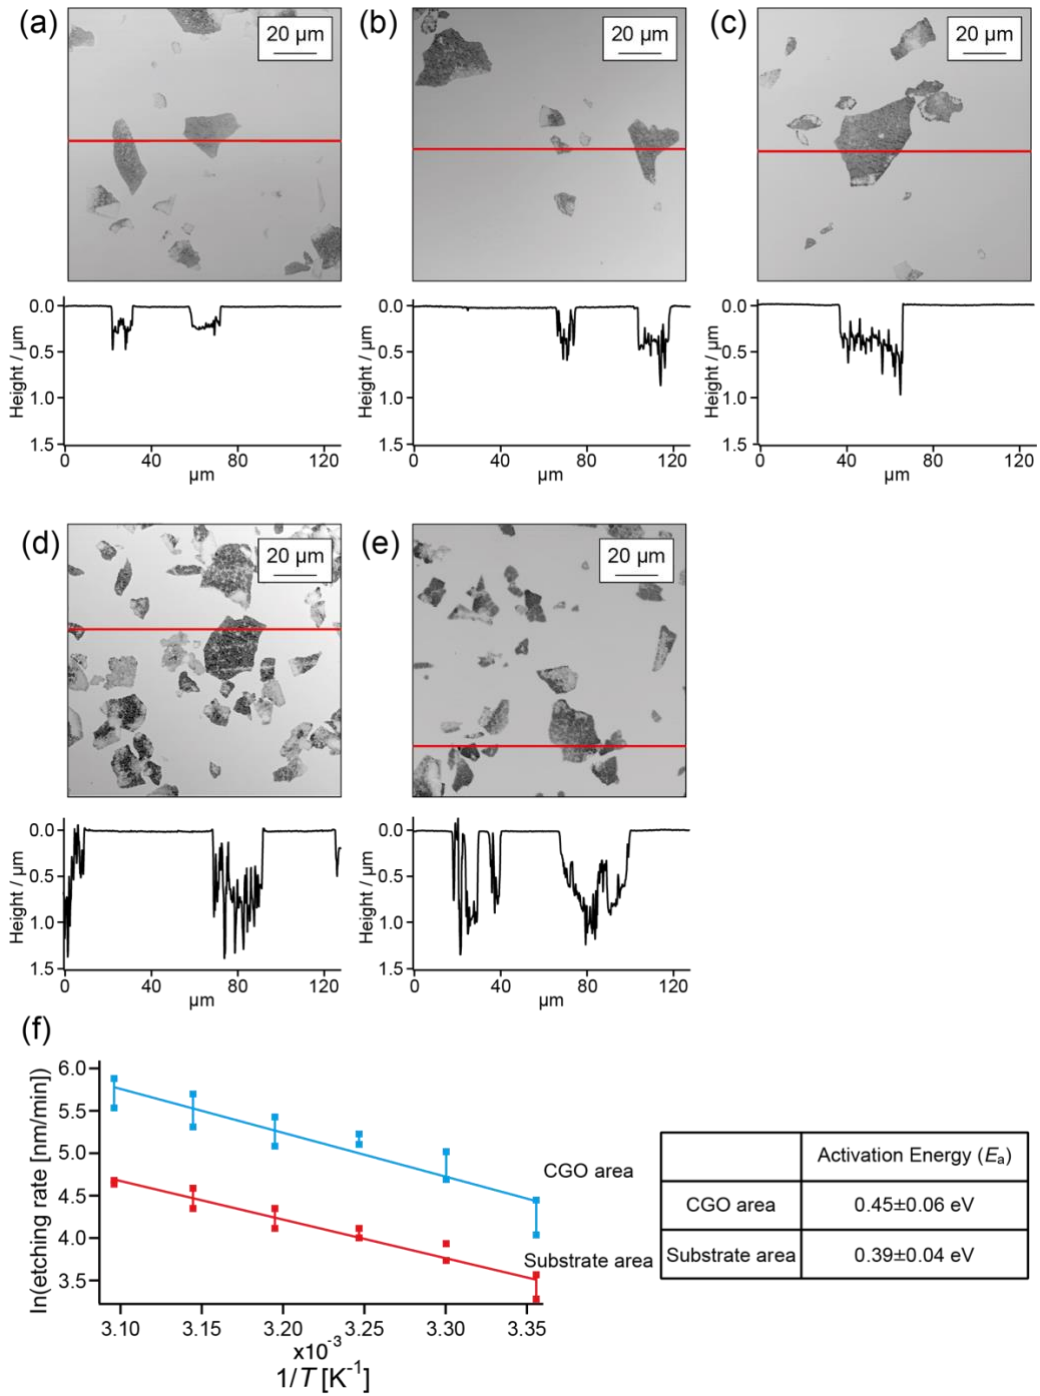 (a)
20 µm
(b)
20 µm
(c)
20 µm
0.0
0.5
1.0
1.5
Height / µm
0
40
80
120
µm
0.0
0.5
1.0
1.5
Height / µm
0
40
80
120
µm
0.0
0.5
1.0
1.5
Height / µm
0
40
80
120
µm
(d)
20 µm
(e)
20 µm
0.0
0.5
1.0
1.5
Height / µm
0
40
80
120
µm
0.0
0.5
1.0
1.5
Height / µm
0
40
80
120
µm
(f)
6.0
5.5
5.0
4.5
4.0
3.5
ln(etching rate [nm/min])
CGO area
Substrate area
3.10
3.15
3.20
3.25
3.30
3.35
x10⁻³
1/T [K⁻¹]
Activation Energy (Eₐ)
CGO area
0.45±0.06 eV
Substrate area
0.39±0.04 eV